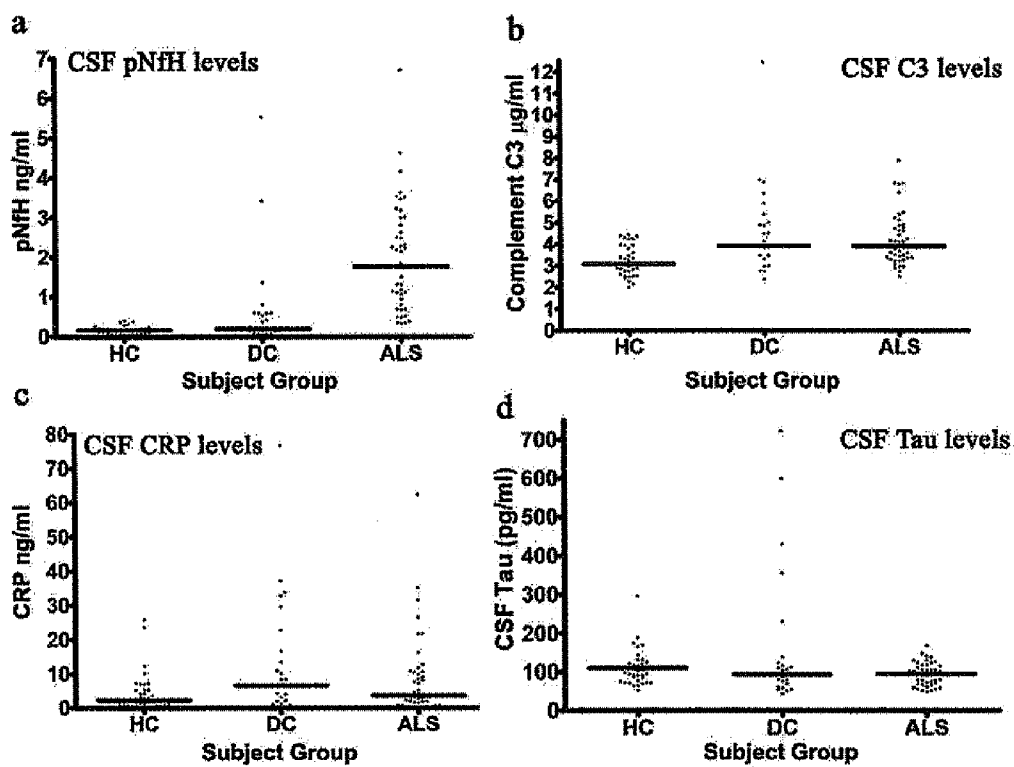 a
CSF pNfH levels
pNfH ng/ml
7
6
5
4
3
2
1
0
HC DC ALS
Subject Group
b
CSF C3 levels
Complement C3 µg/ml
12
11
10
9
8
7
6
5
4
3
2
1
0
HC DC ALS
Subject Group
c
CSF CRP levels
CRP ng/ml
80
70
60
50
40
30
20
10
0
HC DC ALS
Subject Group
d
CSF Tau levels
CSF Tau (pg/ml)
700
600
500
400
300
200
100
0
HC DC ALS
Subject Group